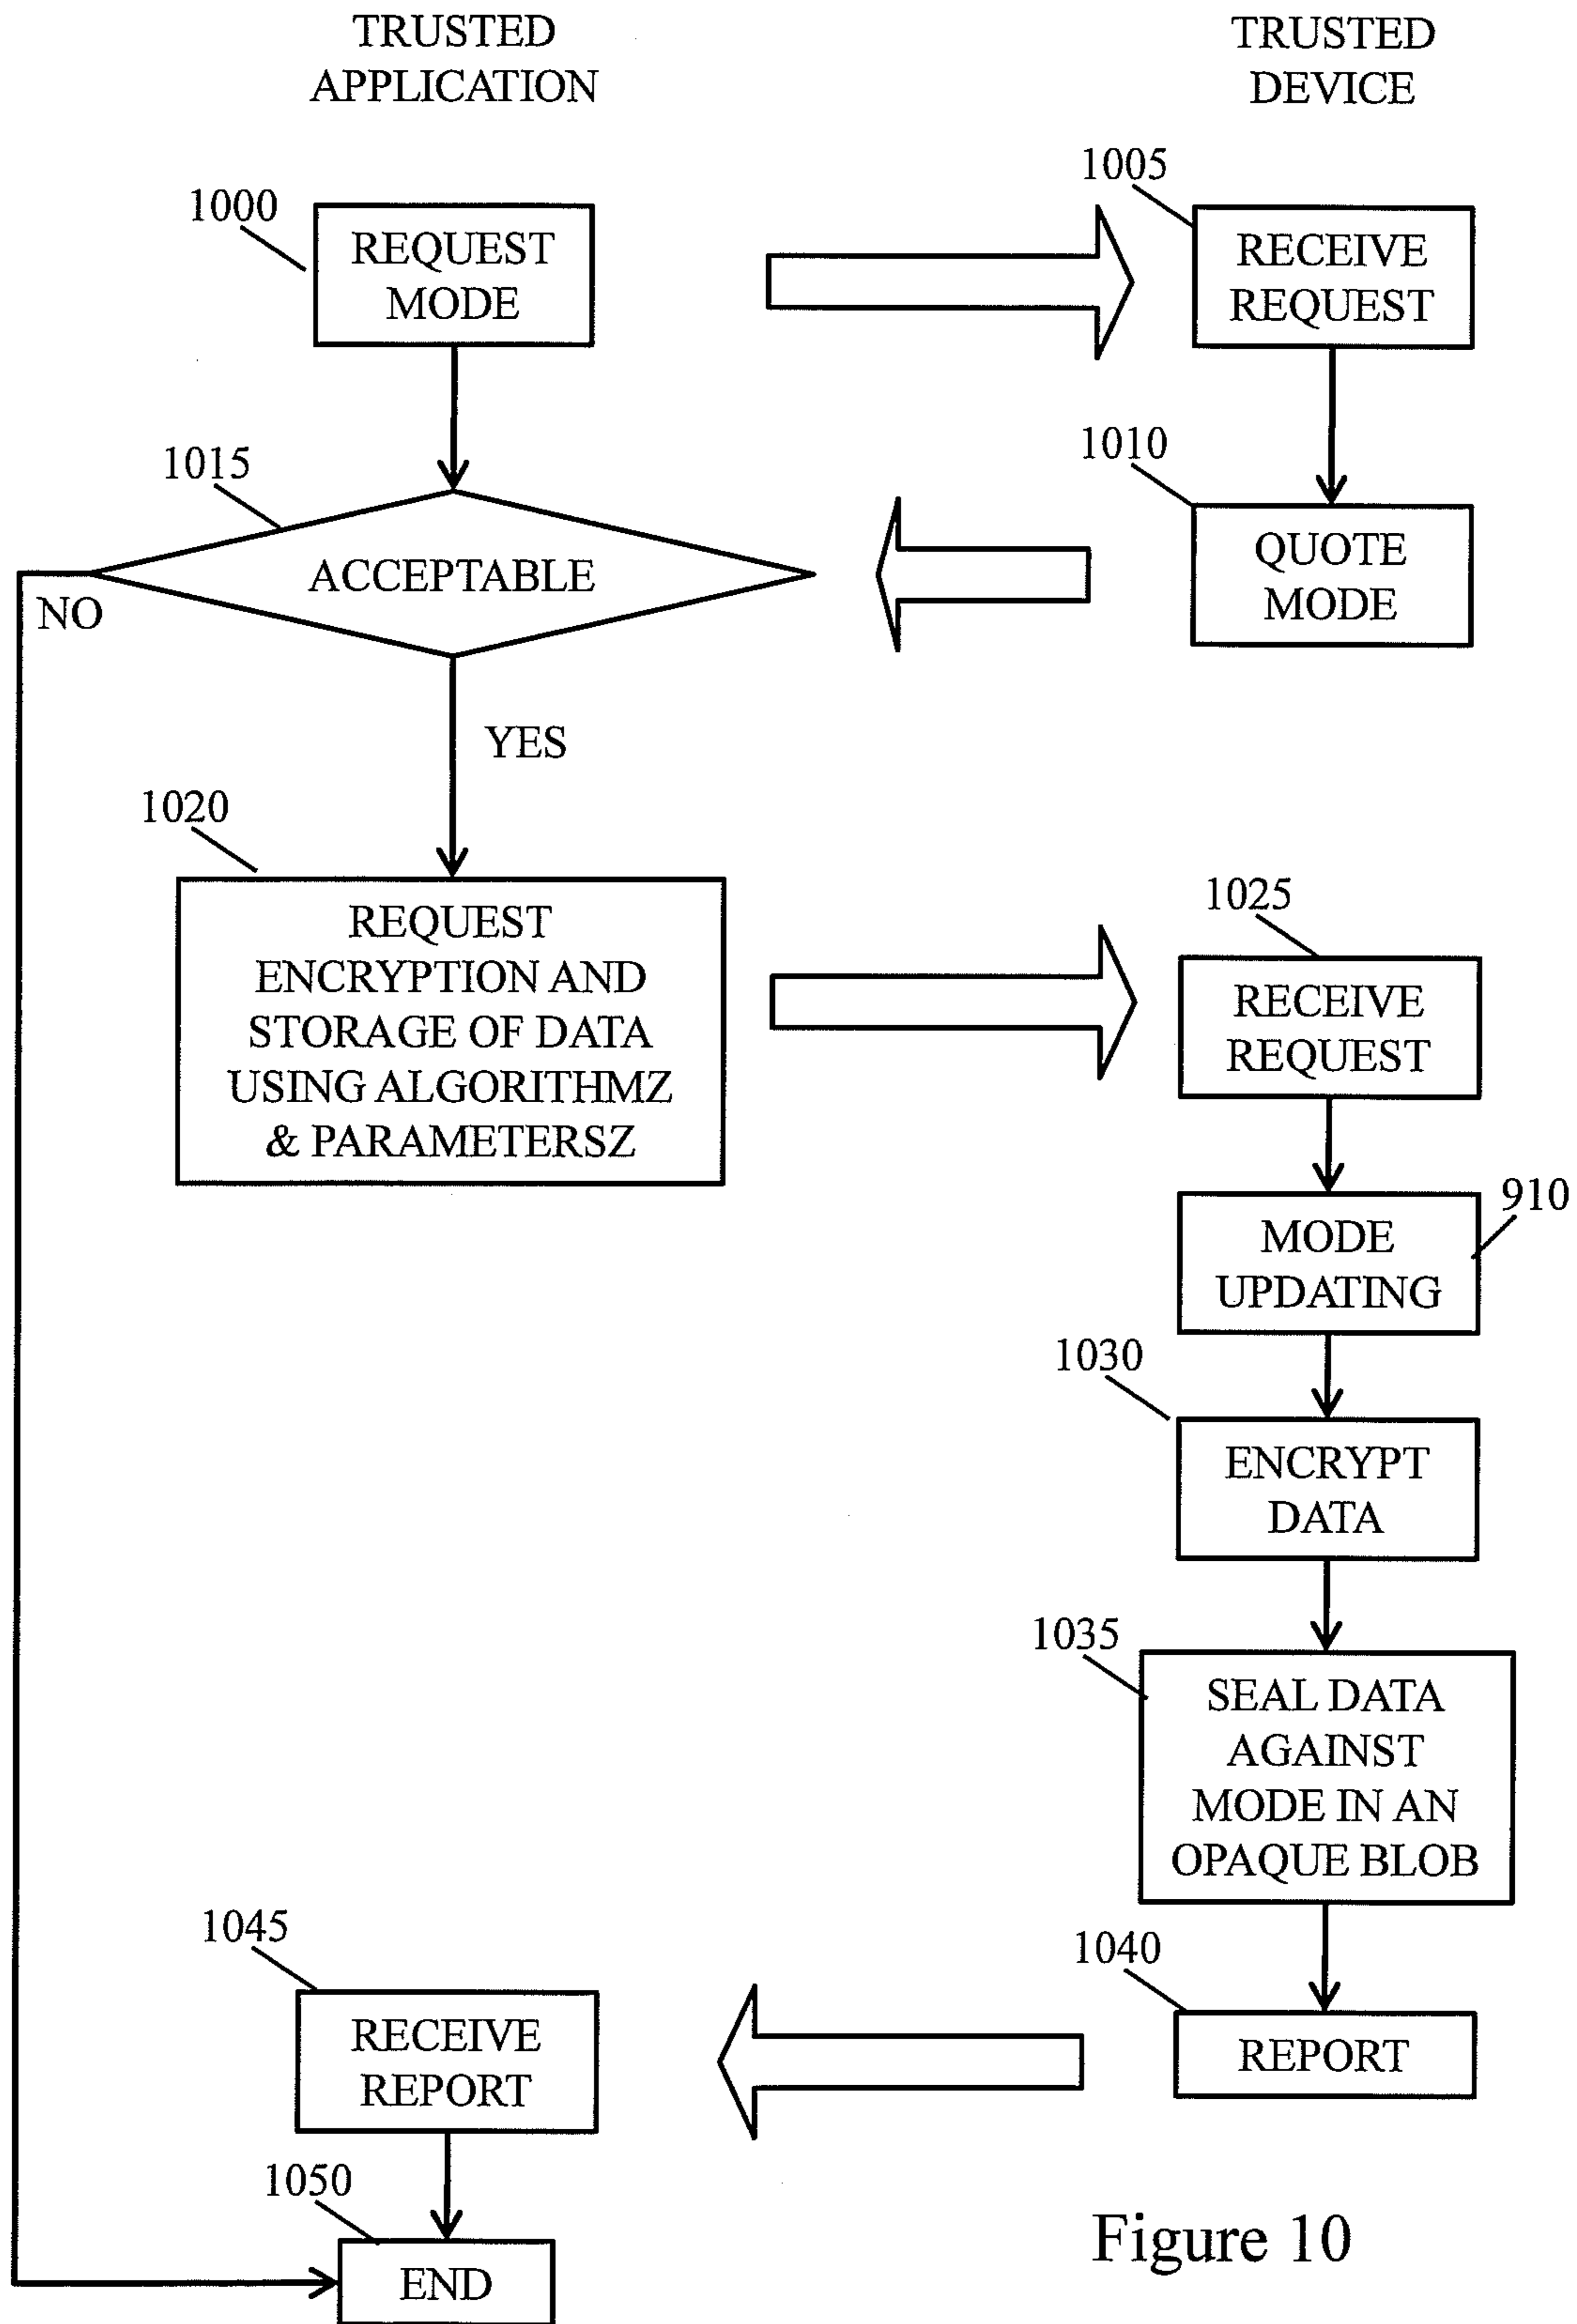 TRUSTED
APPLICATION
TRUSTED
DEVICE
1000
REQUEST
MODE
1005
RECEIVE
REQUEST
1015
ACCEPTABLE
NO
1010
QUOTE
MODE
YES
1020
REQUEST
ENCRYPTION AND
STORAGE OF DATA
USING ALGORITHMZ
& PARAMETERSZ
1025
RECEIVE
REQUEST
910
MODE
UPDATING
1030
ENCRYPT
DATA
1035
SEAL DATA
AGAINST
MODE IN AN
OPAQUE BLOB
1040
REPORT
1045
RECEIVE
REPORT
1050
END
Figure 10